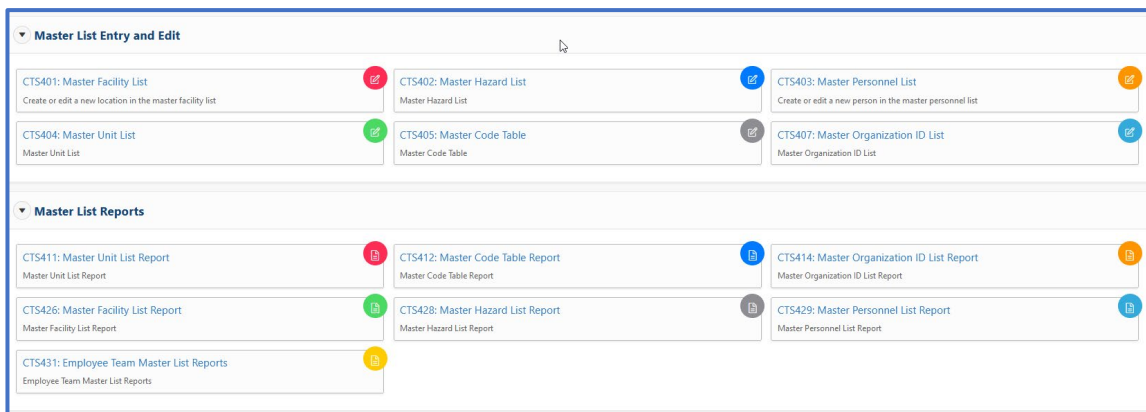 Master List Entry and Edit
CTS401: Master Facility List
Create or edit a new location in the master facility list
CTS402: Master Hazard List
Master Hazard List
CTS403: Master Personnel List
Create or edit a new person in the master personnel list
CTS404: Master Unit List
Master Unit List
CTS405: Master Code Table
Master Code Table
CTS407: Master Organization ID List
Master Organization ID List
Master List Reports
CTS411: Master Unit List Report
Master Unit List Report
CTS412: Master Code Table Report
Master Code Table Report
CTS414: Master Organization ID List Report
Master Organization ID List Report
CTS426: Master Facility List Report
Master Facility List Report
CTS428: Master Hazard List Report
Master Hazard List Report
CTS429: Master Personnel List Report
Master Personnel List Report
CTS431: Employee Team Master List Reports
Employee Team Master List Reports